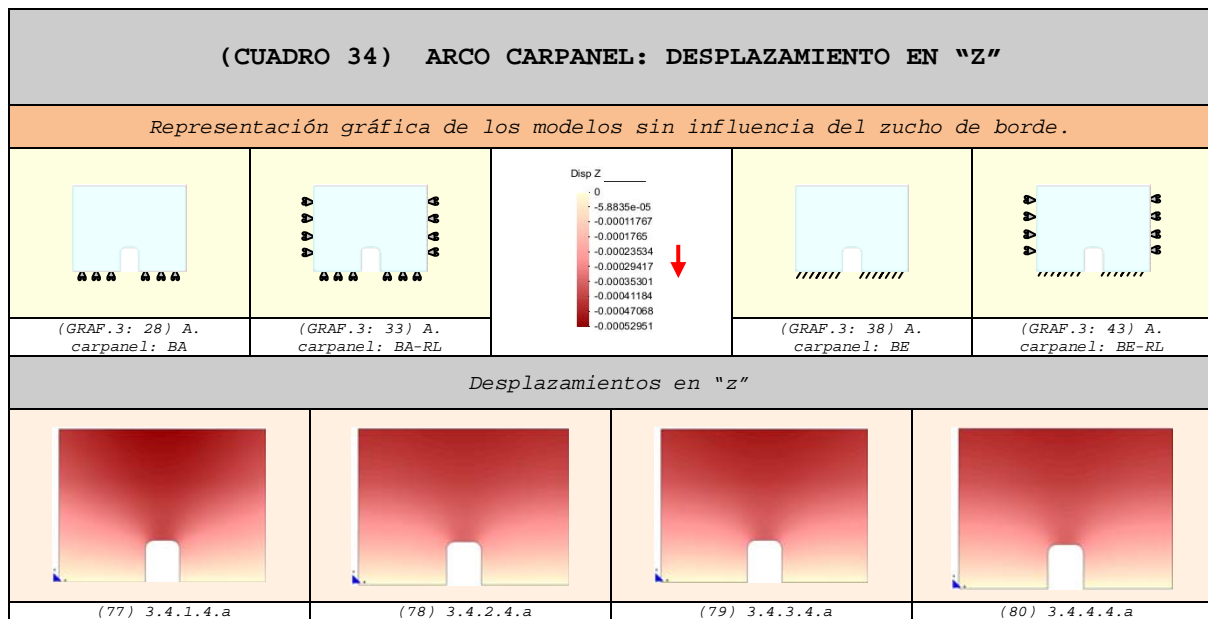 (CUADRO 34) ARCO CARPANEL: DESPLAZAMIENTO EN “Z”
Representación gráfica de los modelos sin influencia del zucho de borde.
Disp Z
0
-5.8835e-05
-0.00011767
-0.0001765
-0.00023534
-0.00029417
-0.00035301
-0.00041184
-0.00047068
-0.00052951
(GRAF.3: 28) A.
carpanel: BA
(GRAF.3: 33) A.
carpanel: BA-RL
(GRAF.3: 38) A.
carpanel: BE
(GRAF.3: 43) A.
carpanel: BE-RL
Desplazamientos en “z”
(77) 3.4.1.4.a
(78) 3.4.2.4.a
(79) 3.4.3.4.a
(80) 3.4.4.4.a